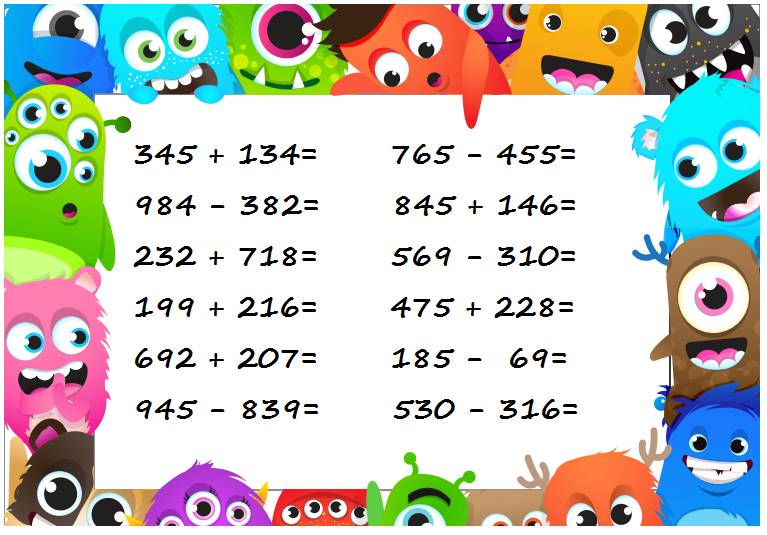 345 + 134=
984 - 382=
232 + 718=
199 + 216=
692 + 207=
945 - 839=
765 - 455=
845 + 146=
569 - 310=
475 + 228=
185 - 69=
530 - 316=